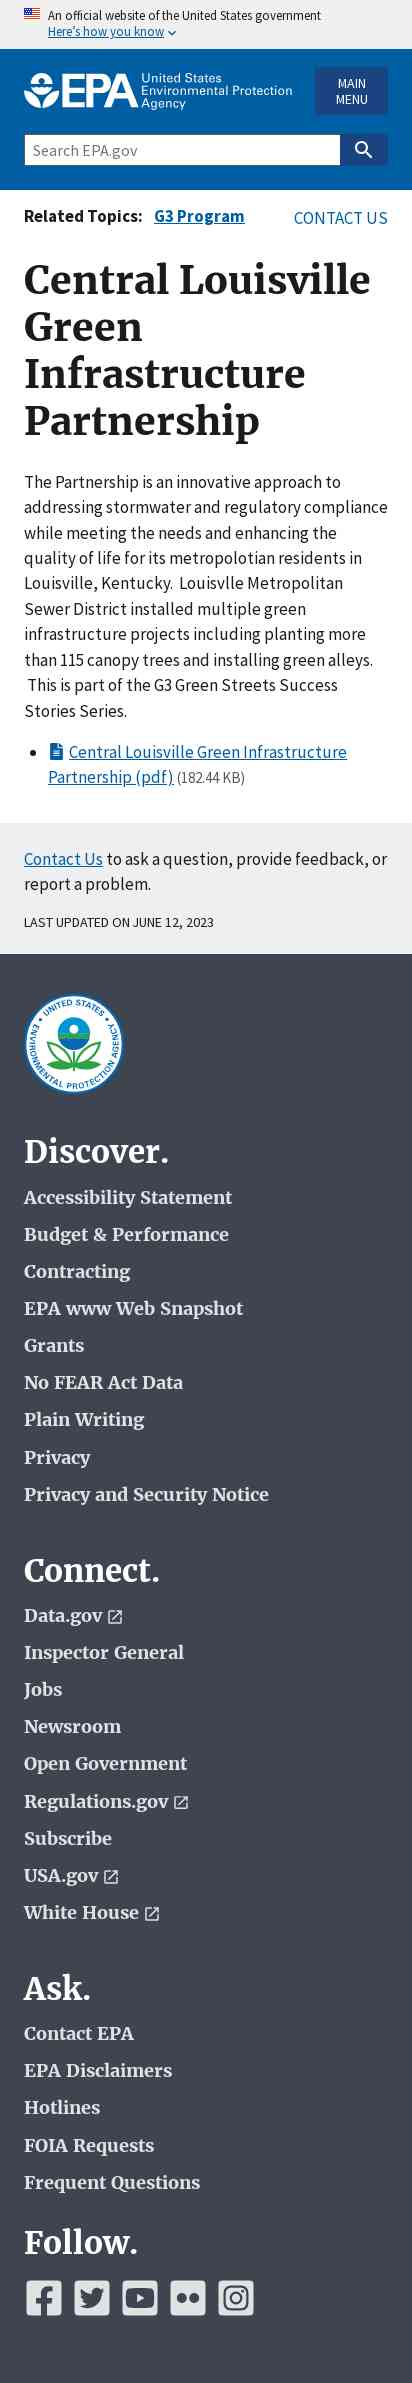 An official website of the United States government
Here's how you know
EPA United States
Environmental Protection
Agency
MAIN
MENU
Search EPA.gov
Related Topics: G3 Program
CONTACT US
Central Louisville
Green
Infrastructure
Partnership
The Partnership is an innovative approach to
addressing stormwater and regulatory compliance
while meeting the needs and enhancing the
quality of life for its metropolotian residents in
Louisville, Kentucky.  Louisvlle Metropolitan
Sewer District installed multiple green
infrastructure projects including planting more
than 115 canopy trees and installing green alleys.
This is part of the G3 Green Streets Success
Stories Series.
Central Louisville Green Infrastructure
Partnership (pdf) (182.44 KB)
Contact Us to ask a question, provide feedback, or
report a problem.
LAST UPDATED ON JUNE 12, 2023
UNITED STATES
ENVIRONMENTAL PROTECTION AGENCY
Discover.
Accessibility Statement
Budget & Performance
Contracting
EPA www Web Snapshot
Grants
No FEAR Act Data
Plain Writing
Privacy
Privacy and Security Notice
Connect.
Data.gov
Inspector General
Jobs
Newsroom
Open Government
Regulations.gov
Subscribe
USA.gov
White House
Ask.
Contact EPA
EPA Disclaimers
Hotlines
FOIA Requests
Frequent Questions
Follow.